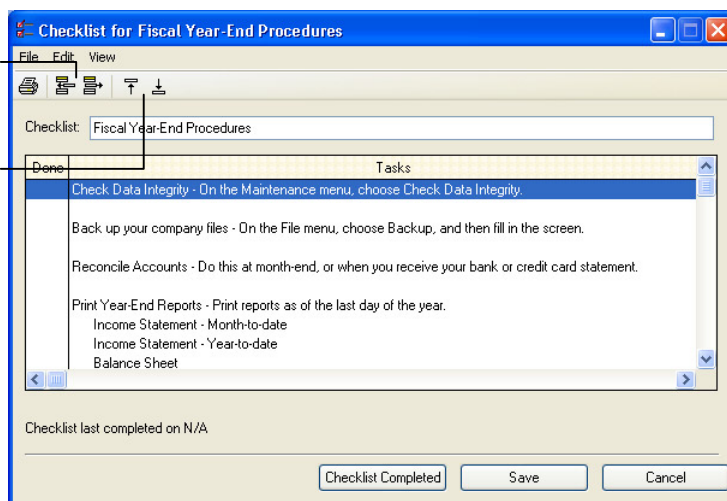 Checklist for Fiscal Year-End Procedures
File Edit View
Checklist: Fiscal Year-End Procedures
Done Tasks
Check Data Integrity - On the Maintenance menu, choose Check Data Integrity.
Back up your company files - On the File menu, choose Backup, and then fill in the screen.
Reconcile Accounts - Do this at month-end, or when you receive your bank or credit card statement.
Print Year-End Reports - Print reports as of the last day of the year.
Income Statement - Month-to-date
Income Statement - Year-to-date
Balance Sheet
Checklist last completed on N/A
Checklist Completed Save Cancel